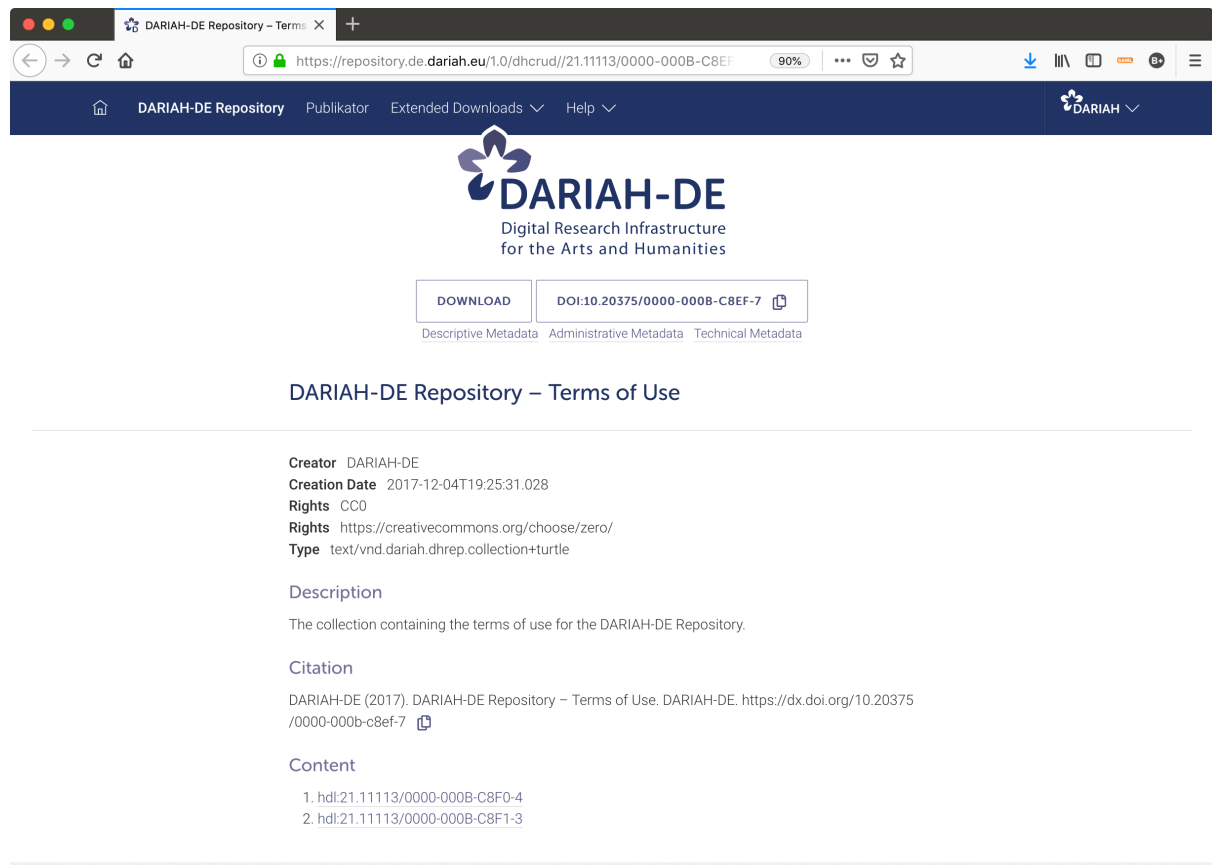 DARIAH-DE Repository – Terms
https://repository.de.dariah.eu/1.0/dhcrud//21.11113/0000-000B-C8EF
90%
B+
DARIAH-DE Repository Publikator Extended Downloads Help
DARIAH
DARIAH-DE
Digital Research Infrastructure
for the Arts and Humanities
DOWNLOAD DOI:10.20375/0000-000B-C8EF-7
Descriptive Metadata Administrative Metadata Technical Metadata
DARIAH-DE Repository – Terms of Use
Creator DARIAH-DE
Creation Date 2017-12-04T19:25:31.028
Rights CC0
Rights https://creativecommons.org/choose/zero/
Type text/vnd.dariah.dhrep.collection+turtle
Description
The collection containing the terms of use for the DARIAH-DE Repository.
Citation
DARIAH-DE (2017). DARIAH-DE Repository – Terms of Use. DARIAH-DE. https://dx.doi.org/10.20375
/0000-000b-c8ef-7
Content
1. hdl:21.11113/0000-000B-C8F0-4
2. hdl:21.11113/0000-000B-C8F1-3